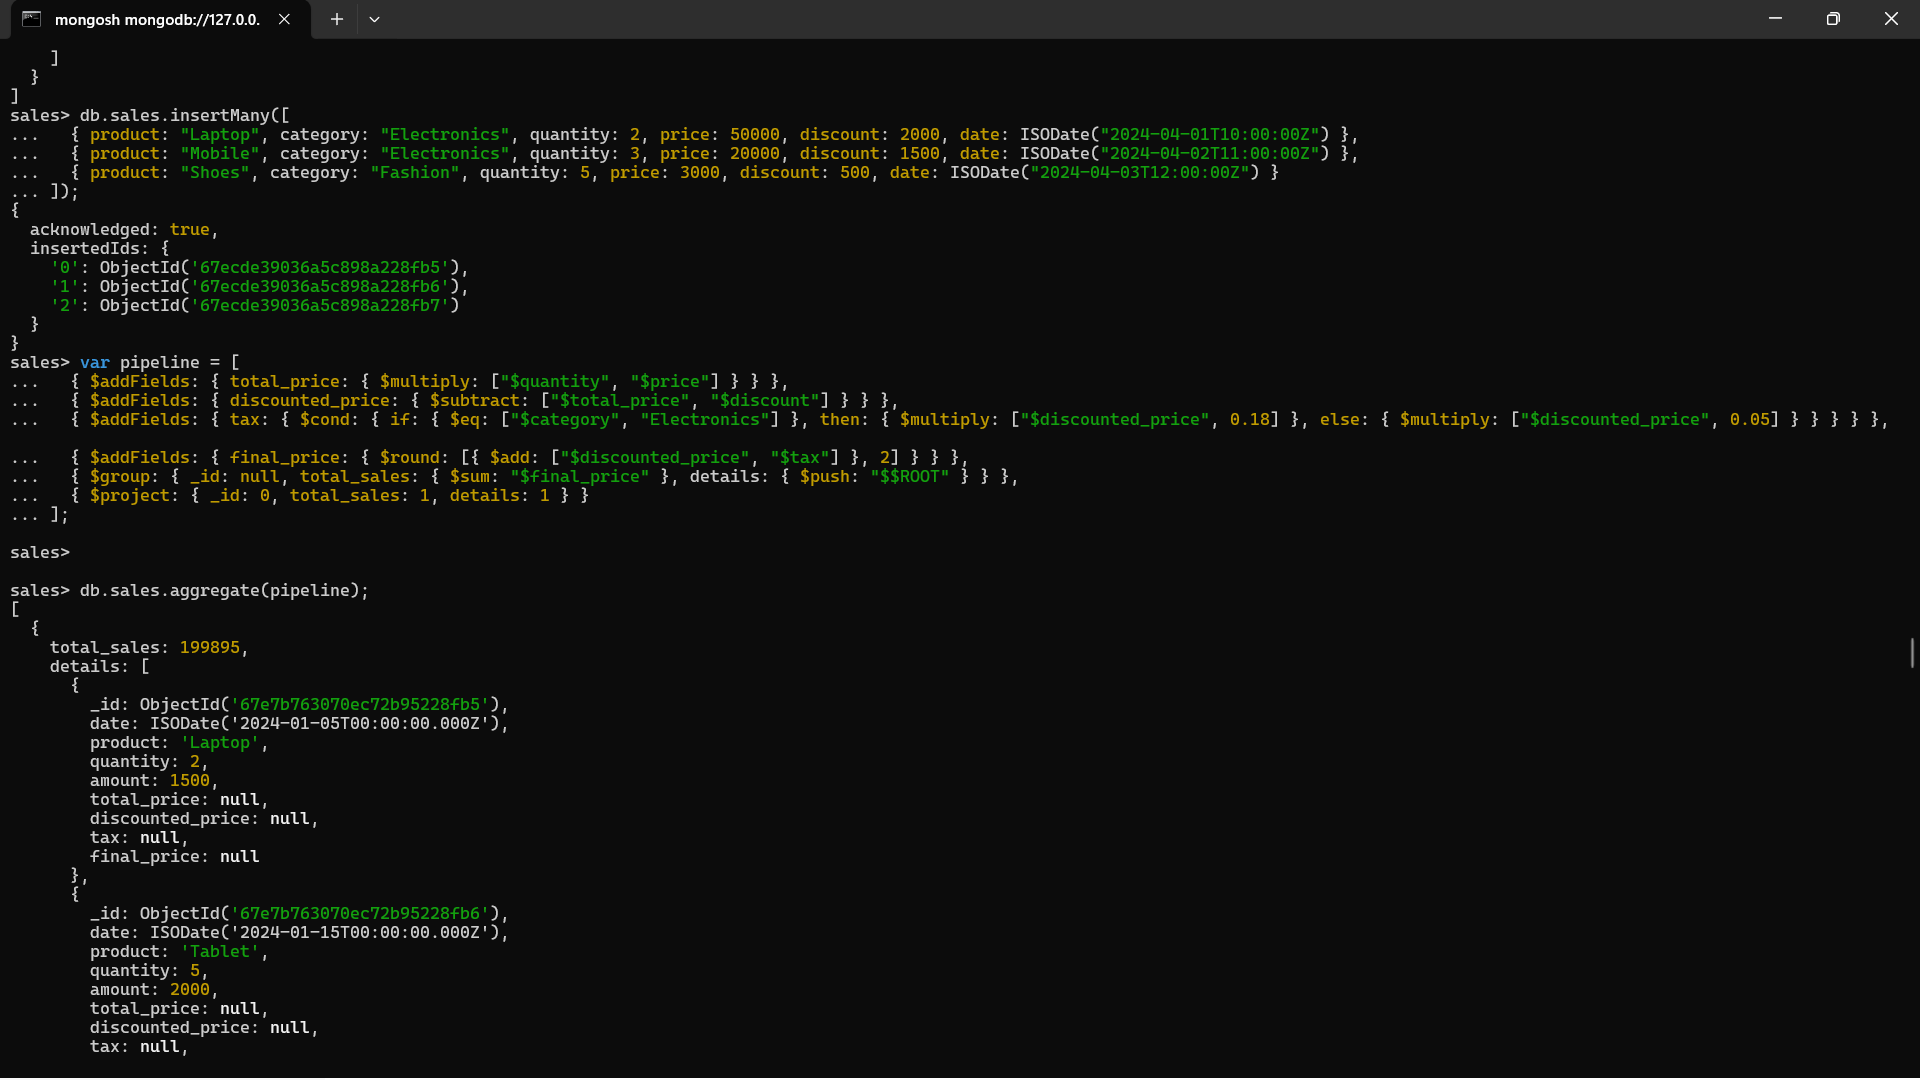 mongosh mongodb://127.0.0.
    ]
  }
]
sales> db.sales.insertMany([
...   { product: "Laptop", category: "Electronics", quantity: 2, price: 50000, discount: 2000, date: ISODate("2024-04-01T10:00:00Z") },
...   { product: "Mobile", category: "Electronics", quantity: 3, price: 20000, discount: 1500, date: ISODate("2024-04-02T11:00:00Z") },
...   { product: "Shoes", category: "Fashion", quantity: 5, price: 3000, discount: 500, date: ISODate("2024-04-03T12:00:00Z") }
... ]);
{
  acknowledged: true,
  insertedIds: {
    '0': ObjectId('67ecde39036a5c898a228fb5'),
    '1': ObjectId('67ecde39036a5c898a228fb6'),
    '2': ObjectId('67ecde39036a5c898a228fb7')
  }
}
sales> var pipeline = [
...   { $addFields: { total_price: { $multiply: ["$quantity", "$price"] } } },
...   { $addFields: { discounted_price: { $subtract: ["$total_price", "$discount"] } } },
...   { $addFields: { tax: { $cond: { if: { $eq: ["$category", "Electronics"] }, then: { $multiply: ["$discounted_price", 0.18] }, else: { $multiply: ["$discounted_price", 0.05] } } } } },
...   { $addFields: { final_price: { $round: [{ $add: ["$discounted_price", "$tax"] }, 2] } } },
...   { $group: { _id: null, total_sales: { $sum: "$final_price" }, details: { $push: "$$ROOT" } } },
...   { $project: { _id: 0, total_sales: 1, details: 1 } }
... ];
sales>
sales> db.sales.aggregate(pipeline);
[
  {
    total_sales: 199895,
    details: [
      {
        _id: ObjectId('67e7b763070ec72b95228fb5'),
        date: ISODate('2024-01-05T00:00:00.000Z'),
        product: 'Laptop',
        quantity: 2,
        amount: 1500,
        total_price: null,
        discounted_price: null,
        tax: null,
        final_price: null
      },
      {
        _id: ObjectId('67e7b763070ec72b95228fb6'),
        date: ISODate('2024-01-15T00:00:00.000Z'),
        product: 'Tablet',
        quantity: 5,
        amount: 2000,
        total_price: null,
        discounted_price: null,
        tax: null,